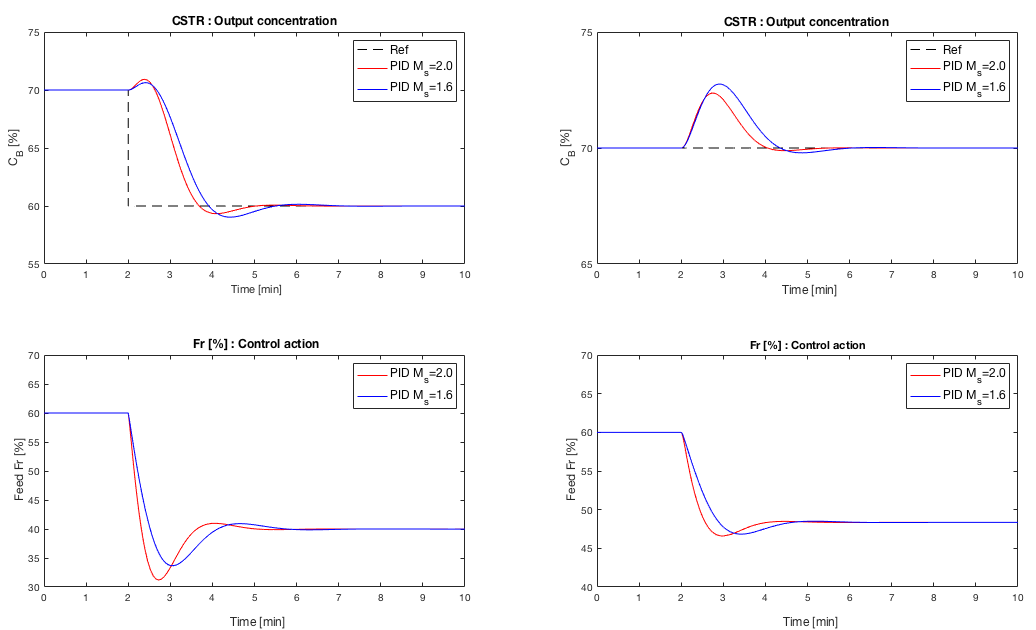 CSTR : Output concentration
75
70
65
60
55
C_B [%]
Ref
PID M_s=2.0
PID M_s=1.6
0 1 2 3 4 5 6 7 8 9 10
Time [min]
CSTR : Output concentration
75
70
65
C_B [%]
Ref
PID M_s=2.0
PID M_s=1.6
0 1 2 3 4 5 6 7 8 9 10
Time [min]
Fr [%] : Control action
70
65
60
55
50
45
40
35
30
Feed Fr [%]
PID M_s=2.0
PID M_s=1.6
0 1 2 3 4 5 6 7 8 9 10
Time [min]
Fr [%] : Control action
70
65
60
55
50
45
40
Feed Fr [%]
PID M_s=2.0
PID M_s=1.6
0 1 2 3 4 5 6 7 8 9 10
Time [min]